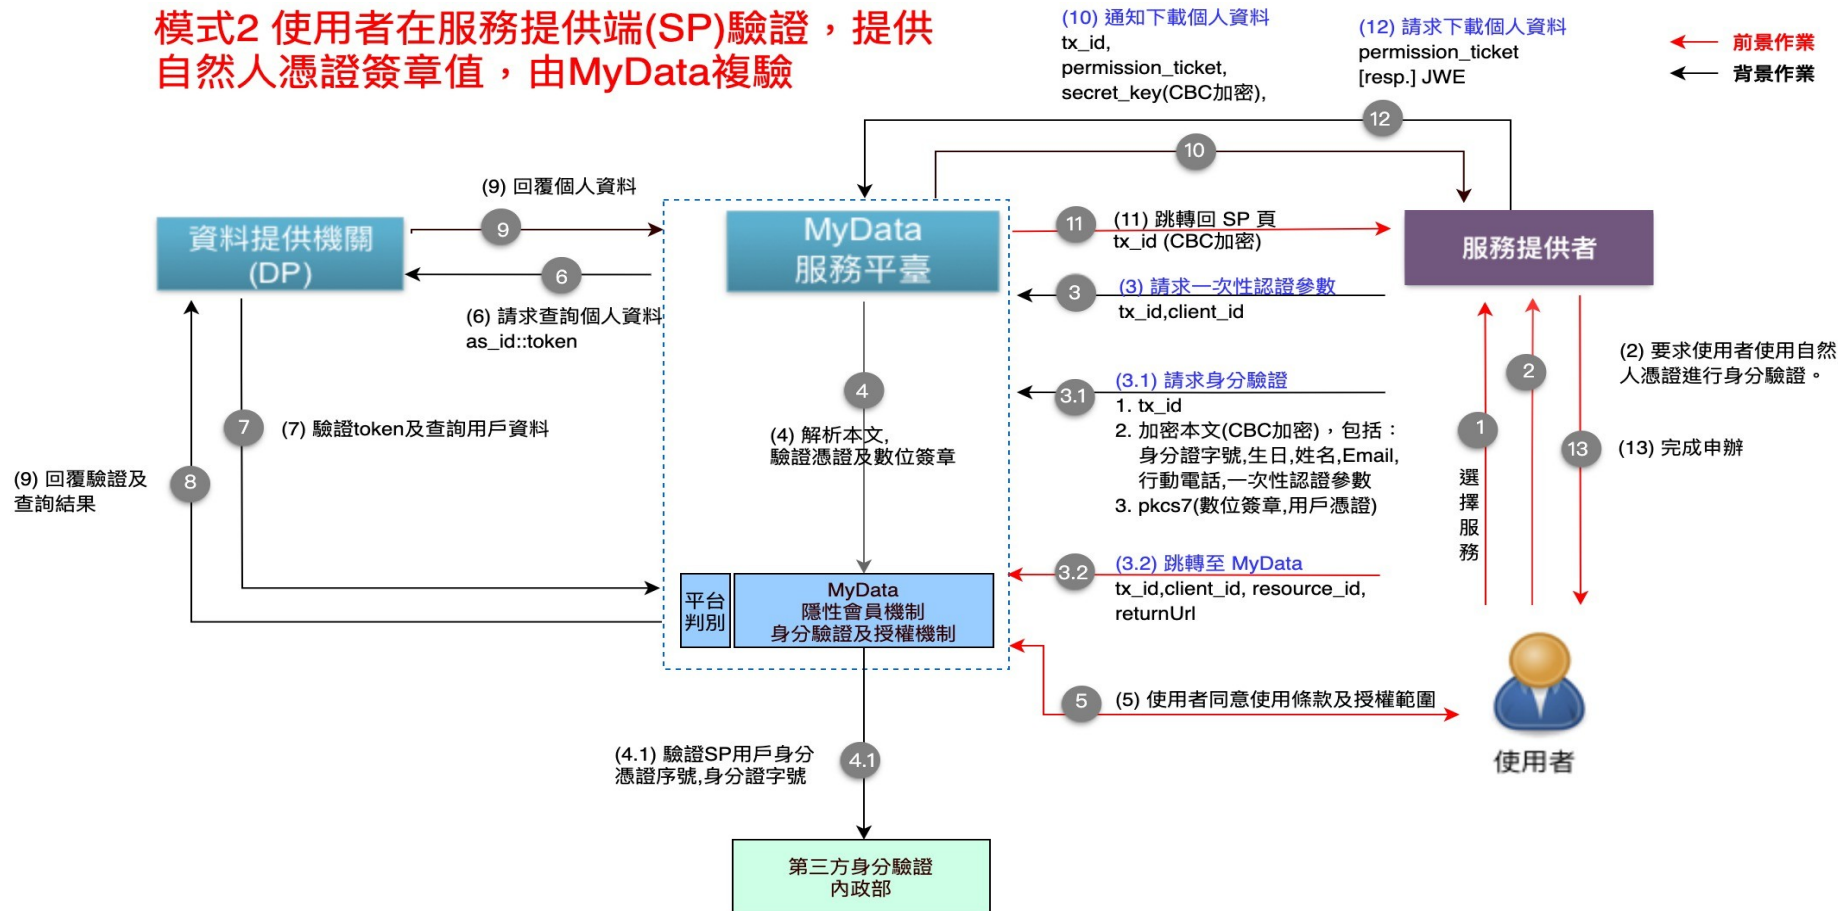 模式2 使用者在服務提供端(SP)驗證，提供
自然人憑證簽章值，由MyData複驗
(10) 通知下載個人資料
tx_id,
permission_ticket,
secret_key(CBC加密),
(12) 請求下載個人資料
permission_ticket
[resp.] JWE
前景作業
背景作業
12
10
(9) 回覆個人資料
9
資料提供機關
(DP)
MyData
服務平臺
11
(11) 跳轉回 SP 頁
tx_id (CBC加密)
服務提供者
6
(6) 請求查詢個人資料
as_id::token
3
(3) 請求一次性認證參數
tx_id,client_id
(2) 要求使用者使用自然
人憑證進行身分驗證。
2
4
(4) 解析本文,
驗證憑證及數位簽章
3.1
(3.1) 請求身分驗證
1. tx_id
2. 加密本文(CBC加密)，包括：
身分證字號,生日,姓名,Email,
行動電話,一次性認證參數
3. pkcs7(數位簽章,用戶憑證)
1
選
擇
服
務
13
(13) 完成申辦
7
(7) 驗證token及查詢用戶資料
(9) 回覆驗證及
查詢結果
8
3.2
(3.2) 跳轉至 MyData
tx_id,client_id, resource_id,
returnUrl
平台
判別
MyData
隱性會員機制
身分驗證及授權機制
5
(5) 使用者同意使用條款及授權範圍
使用者
(4.1) 驗證SP用戶身分
憑證序號,身分證字號
4.1
第三方身分驗證
內政部